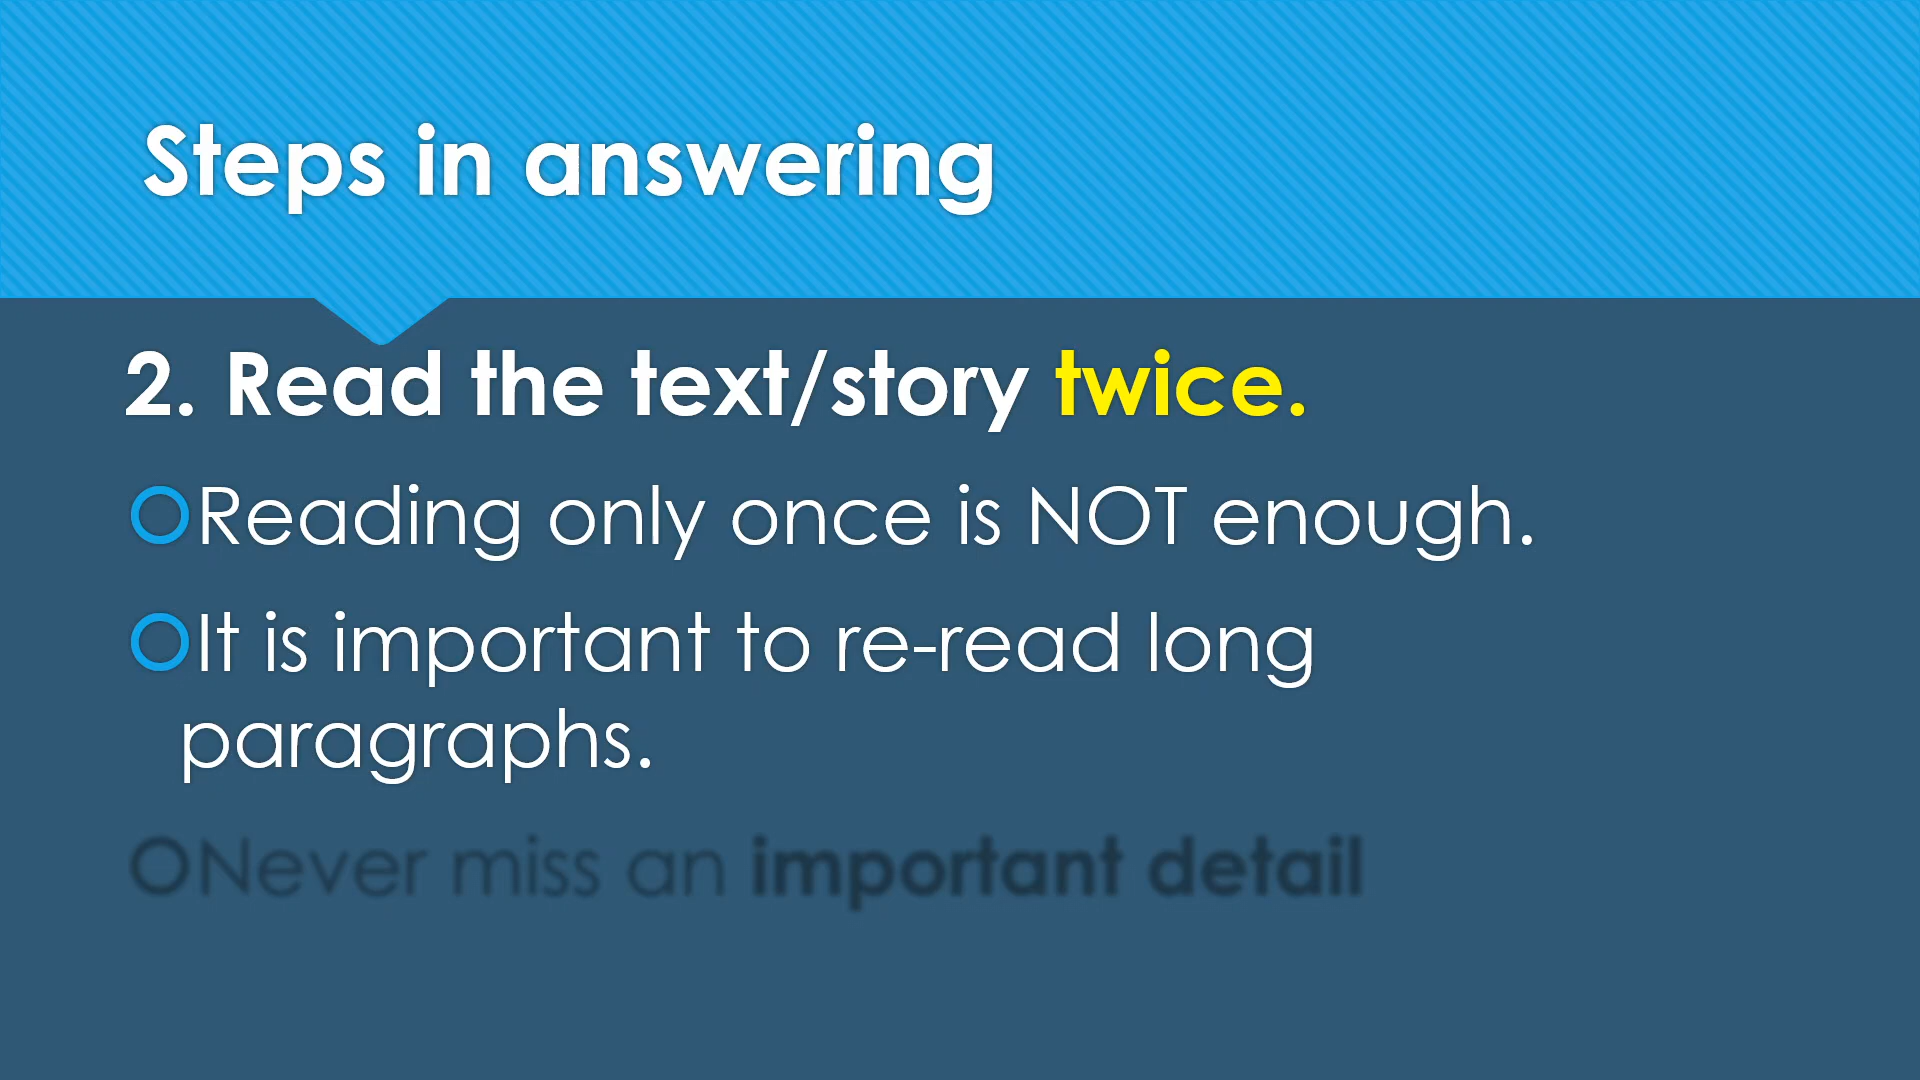 Steps in answering
2. Read the text/story twice.
Reading only once is NOT enough.
It is important to re-read long
paragraphs.
Never miss an important detail